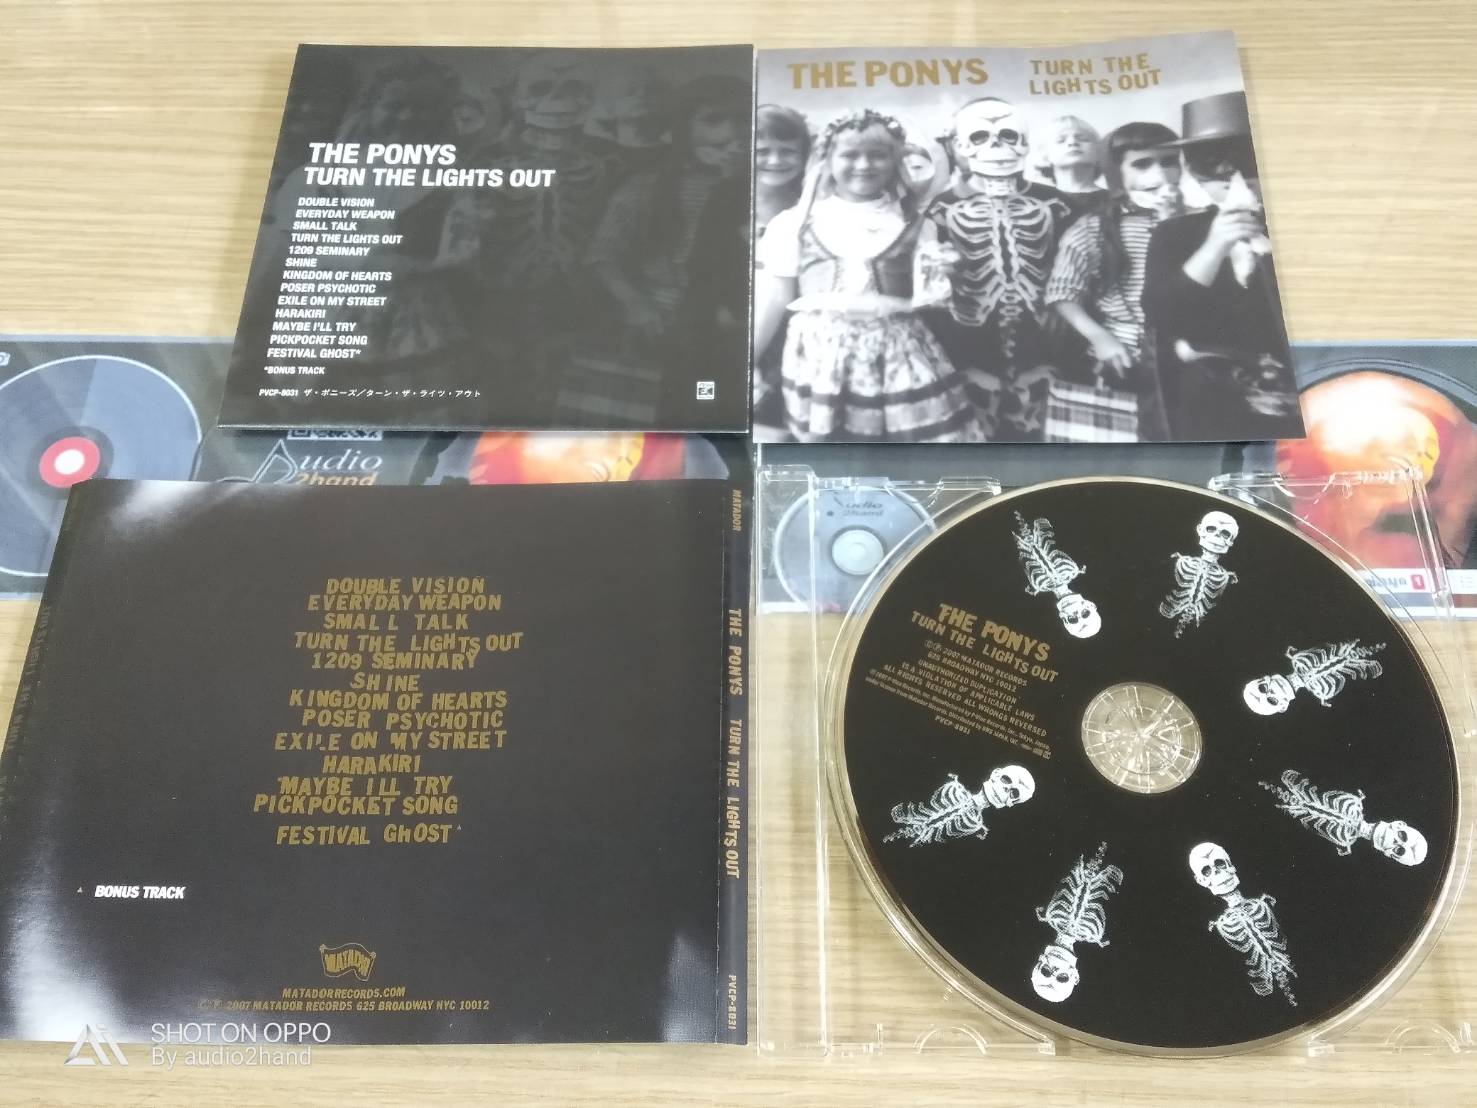 THE PONYS
TURN THE LIGHTS OUT
DOUBLE VISION
EVERYDAY WEAPON
SMALL TALK
TURN THE LIGHTS OUT
1209 SEMINARY
SHINE
KINGDOM OF HEARTS
POSER PSYCHOTIC
EXILE ON MY STREET
HARAKIRI
MAYBE I'LL TRY
PICKPOCKET SONG
FESTIVAL GHOST*
*BONUS TRACK
PVCP-8031 ザ・ポニーズ/ターン・ザ・ライツ・アウト
THE PONYS
TURN THE
LIGHTS OUT
Audio
2hand
Audio
2hand
DOUBLE VISION
EVERYDAY WEAPON
SMALL TALK
TURN THE LIGHTS OUT
1209 SEMINARY
SHINE
KINGDOM OF HEARTS
POSER PSYCHOTIC
EXILE ON MY STREET
HARAKIRI
MAYBE ILL TRY
PICKPOCKET SONG
FESTIVAL GHOST
BONUS TRACK
MATADOR
MATADORRECORDS.COM
©℗ 2007 MATADOR RECORDS 625 BROADWAY NYC 10012
MATADOR THE PONYS TURN THE LIGHTS OUT PVCP-8031
TURN THE LIGHTS OUT
THE PONYS
TURN THE LIGHTS OUT
©℗ 2007 MATADOR RECORDS
625 BROADWAY NYC 10012
UNAUTHORIZED DUPLICATION
IS A VIOLATION OF APPLICABLE LAWS
ALL RIGHTS RESERVED ALL WRONGS REVERSED
PVCP-8031
SHOT ON OPPO
By audio2hand